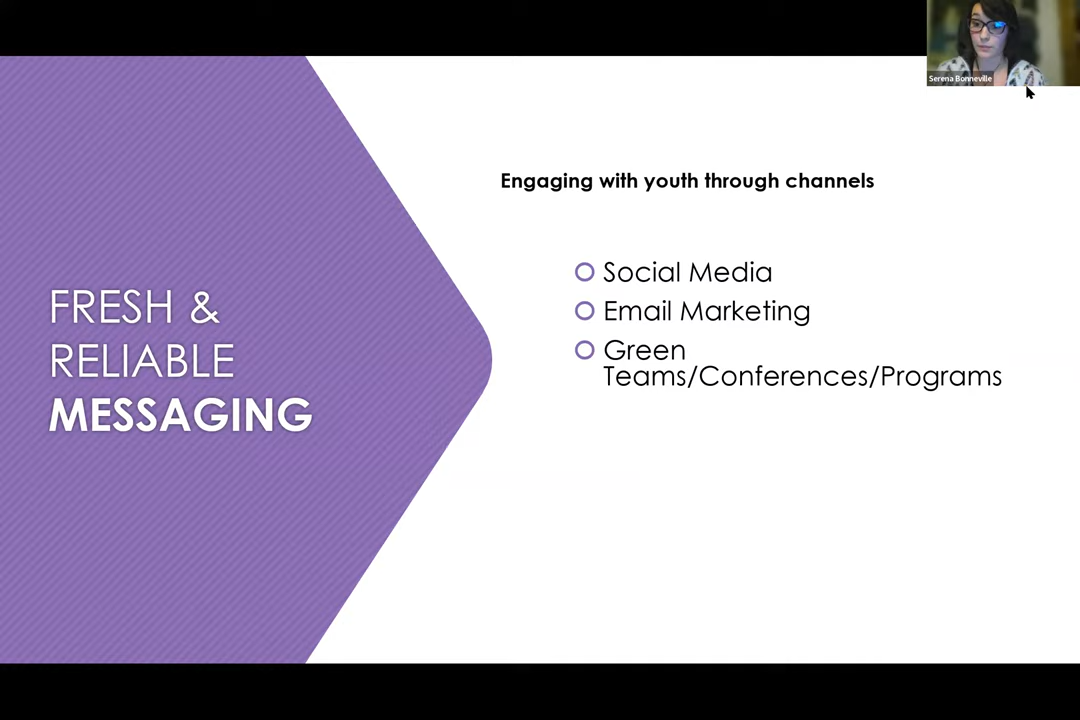 Serena Bonneville
Engaging with youth through channels
FRESH &
RELIABLE
MESSAGING
Social Media
Email Marketing
Green
Teams/Conferences/Programs